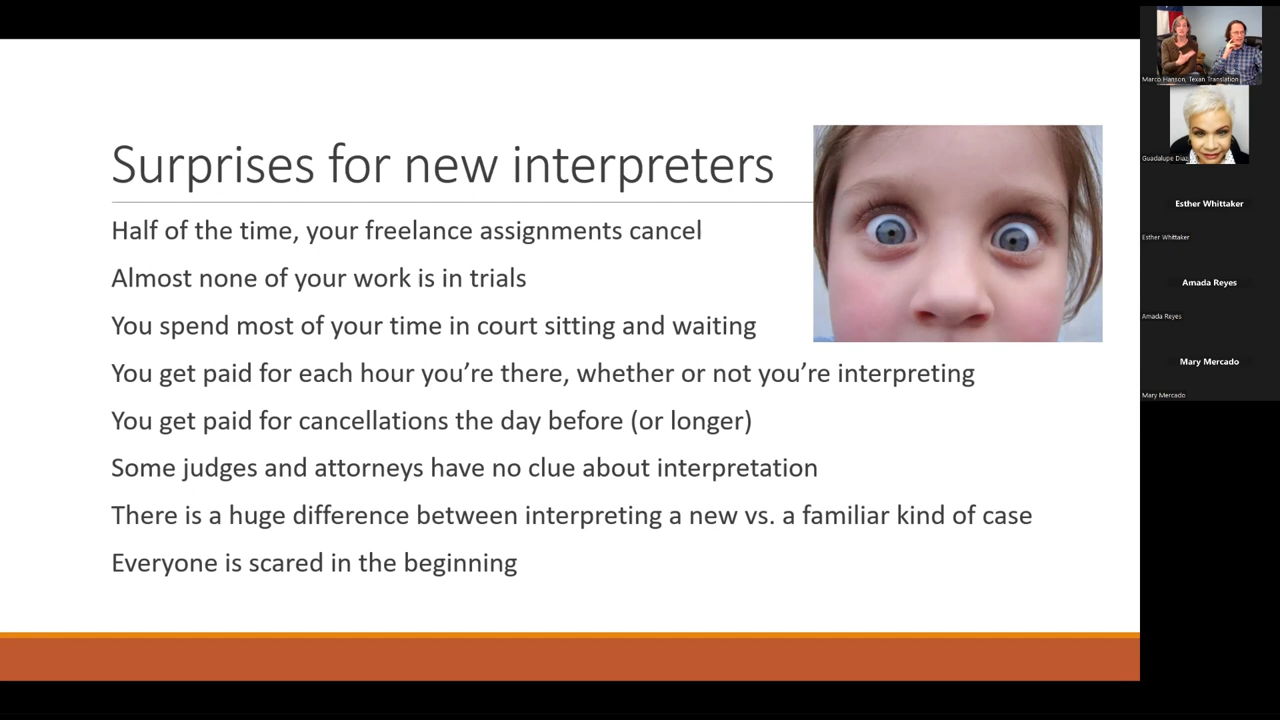 Surprises for new interpreters
Half of the time, your freelance assignments cancel
Almost none of your work is in trials
You spend most of your time in court sitting and waiting
You get paid for each hour you’re there, whether or not you’re interpreting
You get paid for cancellations the day before (or longer)
Some judges and attorneys have no clue about interpretation
There is a huge difference between interpreting a new vs. a familiar kind of case
Everyone is scared in the beginning
Marco Hanson, Texan Translation
Guadalupe Diaz
Esther Whittaker
Esther Whittaker
Amada Reyes
Amada Reyes
Mary Mercado
Mary Mercado